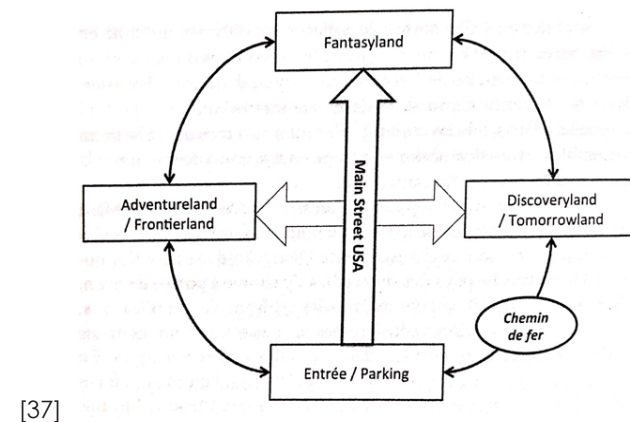 Fantasyland
Main Street USA
Adventureland
/ Frontierland
Discoveryland
/ Tomorrowland
Chemin
de fer
Entrée / Parking
[37]